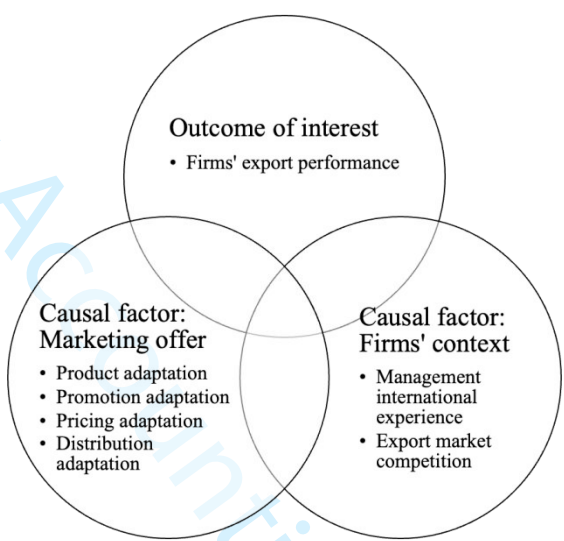 Outcome of interest
• Firms' export performance
Causal factor:
Marketing offer
• Product adaptation
• Promotion adaptation
• Pricing adaptation
• Distribution
adaptation
Causal factor:
Firms' context
• Management
international
experience
• Export market
competition
Accounti